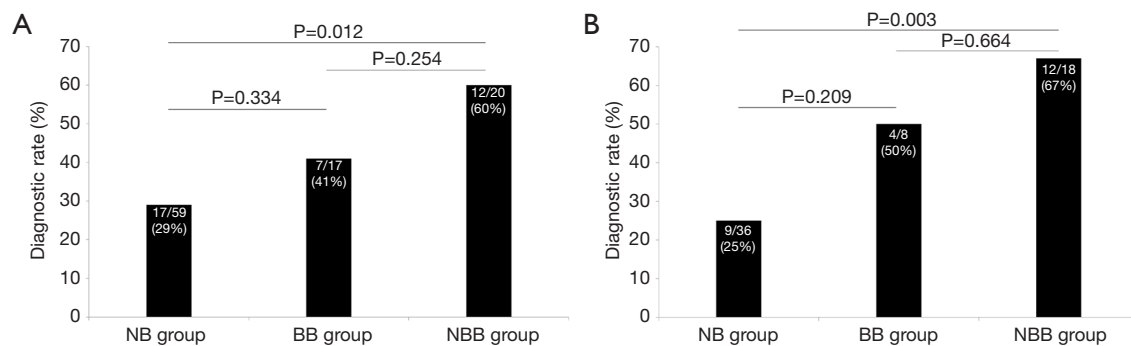 A
P=0.012
P=0.254
P=0.334
Diagnostic rate (%)
70
60
50
40
30
20
10
0
17/59
(29%)
7/17
(41%)
12/20
(60%)
NB group
BB group
NBB group
B
P=0.003
P=0.664
P=0.209
Diagnostic rate (%)
70
60
50
40
30
20
10
0
9/36
(25%)
4/8
(50%)
12/18
(67%)
NB group
BB group
NBB group